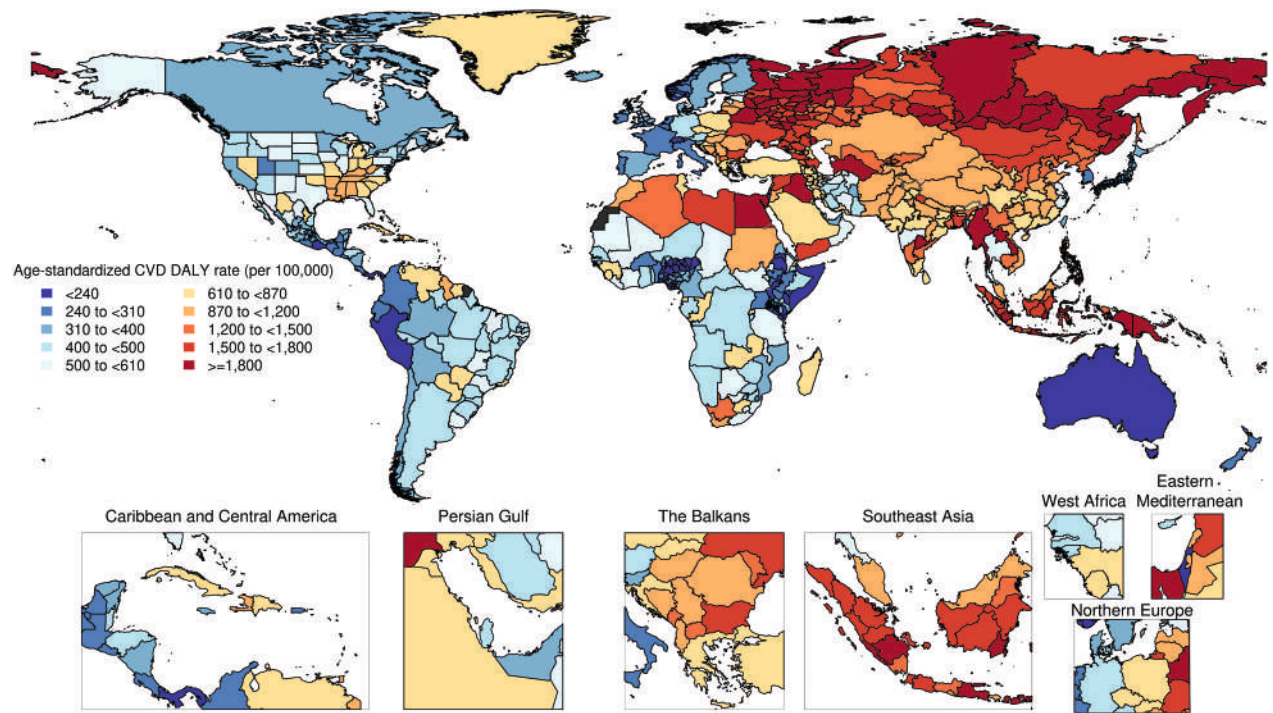 Age-standardized CVD DALY rate (per 100,000)
<240
240 to <310
310 to <400
400 to <500
500 to <610
610 to <870
870 to <1,200
1,200 to <1,500
1,500 to <1,800
>=1,800
Caribbean and Central America
Persian Gulf
The Balkans
Southeast Asia
West Africa
Eastern
Mediterranean
Northern Europe